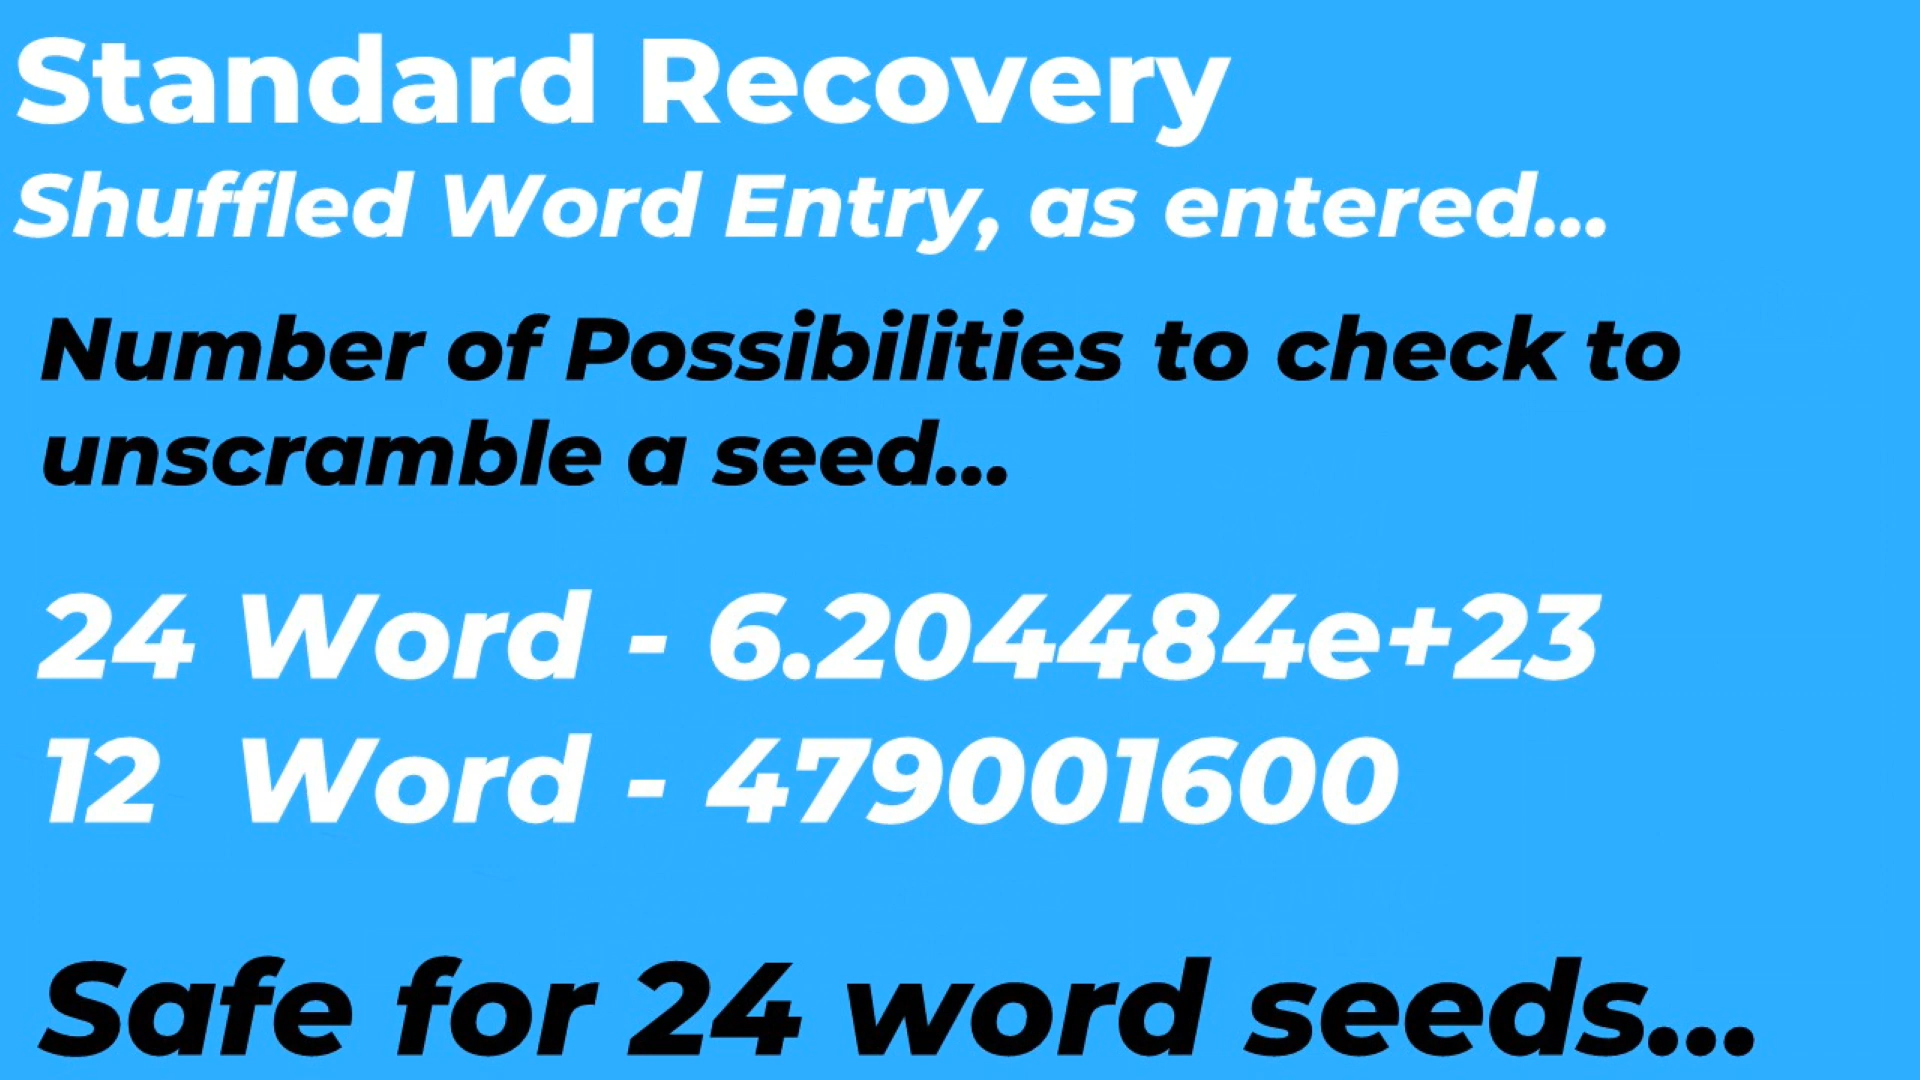 Standard Recovery
Shuffled Word Entry, as entered...
Number of Possibilities to check to
unscramble a seed...
24 Word - 6.204484e+23
12 Word - 479001600
Safe for 24 word seeds...